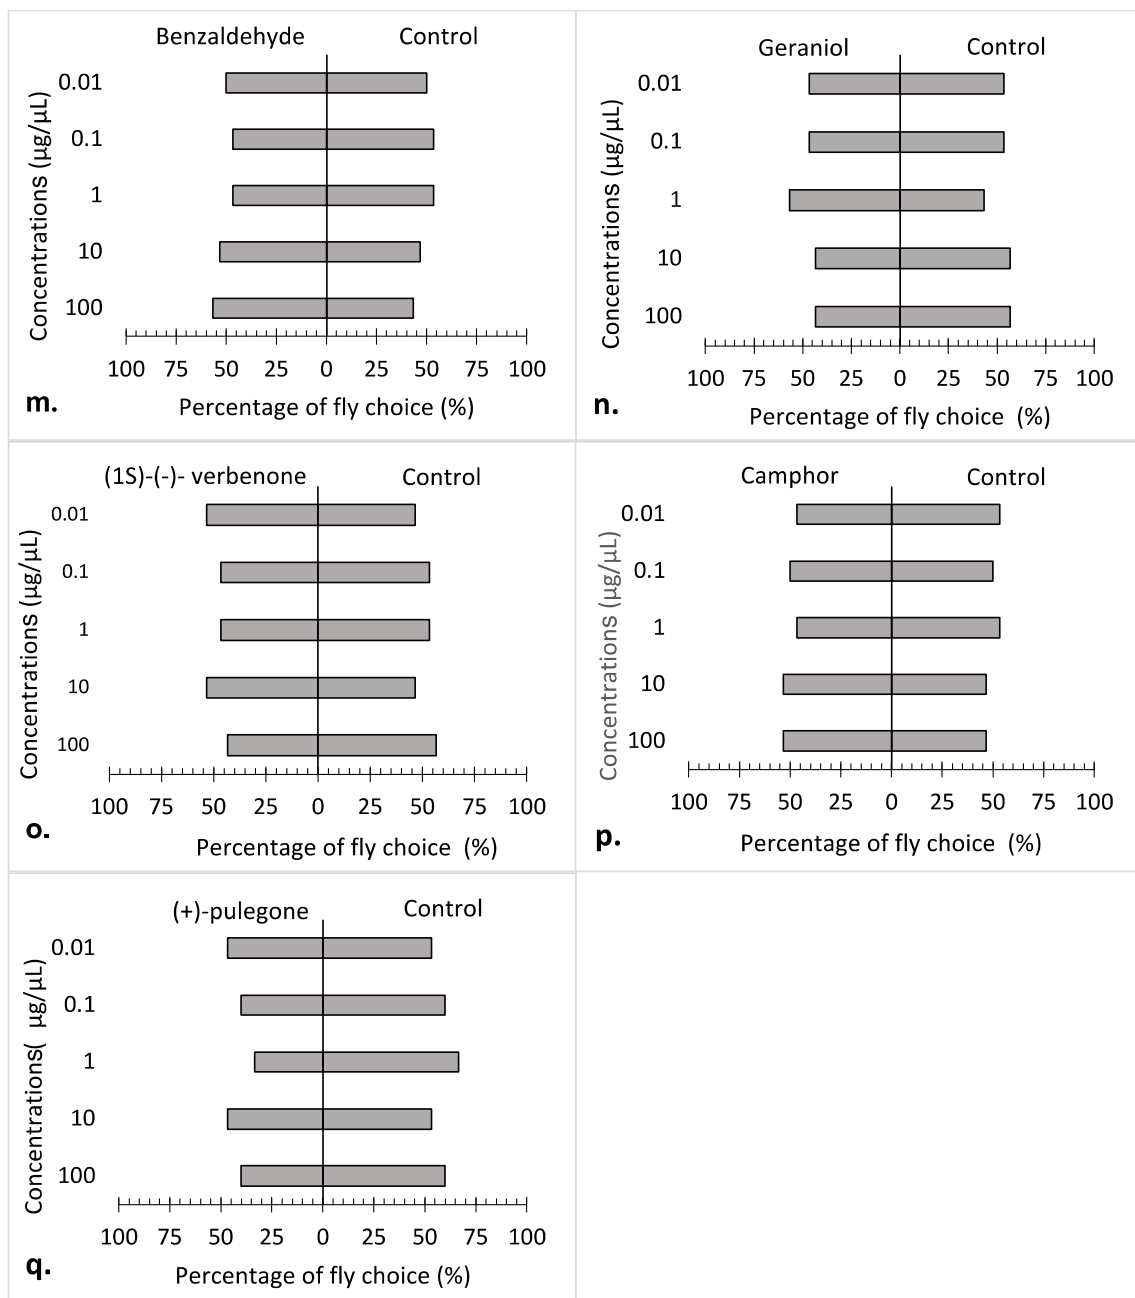 Benzaldehyde Control
Concentrations (µg/µL)
0.01
0.1
1
10
100
100 75 50 25 0 25 50 75 100
m.
Percentage of fly choice (%)
Geraniol Control
Concentrations (µg/µL)
0.01
0.1
1
10
100
100 75 50 25 0 25 50 75 100
n.
Percentage of fly choice (%)
(1S)-(-)- verbenone Control
Concentrations (µg/µL)
0.01
0.1
1
10
100
100 75 50 25 0 25 50 75 100
o.
Percentage of fly choice (%)
Camphor Control
Concentrations (µg/µL)
0.01
0.1
1
10
100
100 75 50 25 0 25 50 75 100
p.
Percentage of fly choice (%)
(+)-pulegone Control
Concentrations( µg/µL)
0.01
0.1
1
10
100
100 75 50 25 0 25 50 75 100
q.
Percentage of fly choice (%)